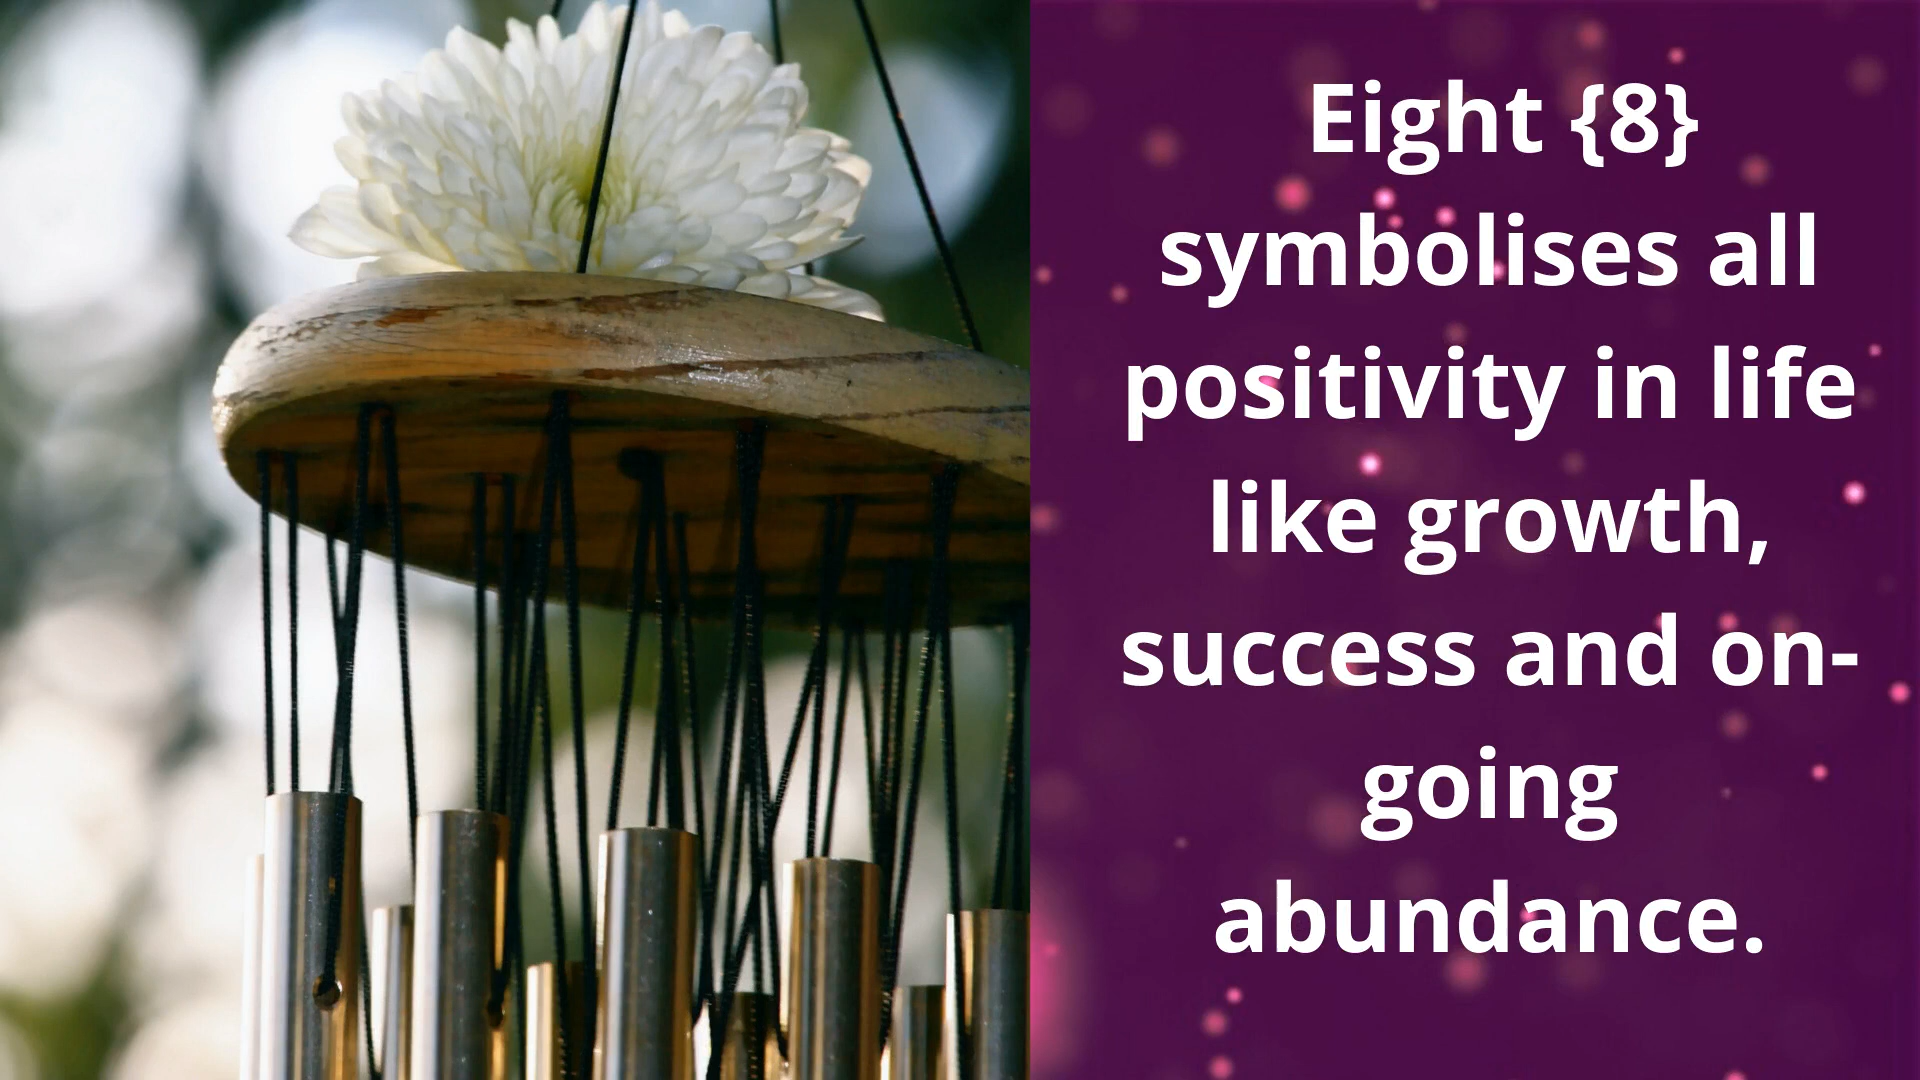 Eight {8}
symbolises all
positivity in life
like growth,
success and on-
going
abundance.